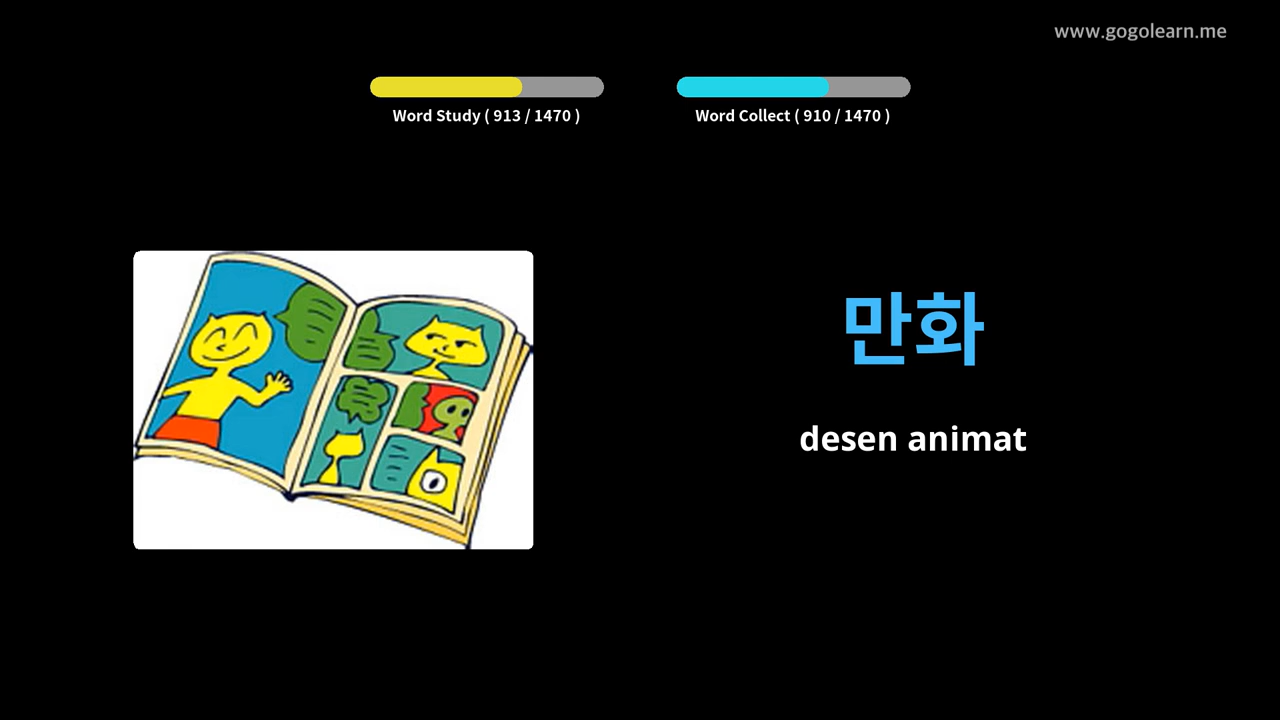 www.gogolearn.me
Word Study ( 913 / 1470 )
Word Collect ( 910 / 1470 )
만화
desen animat